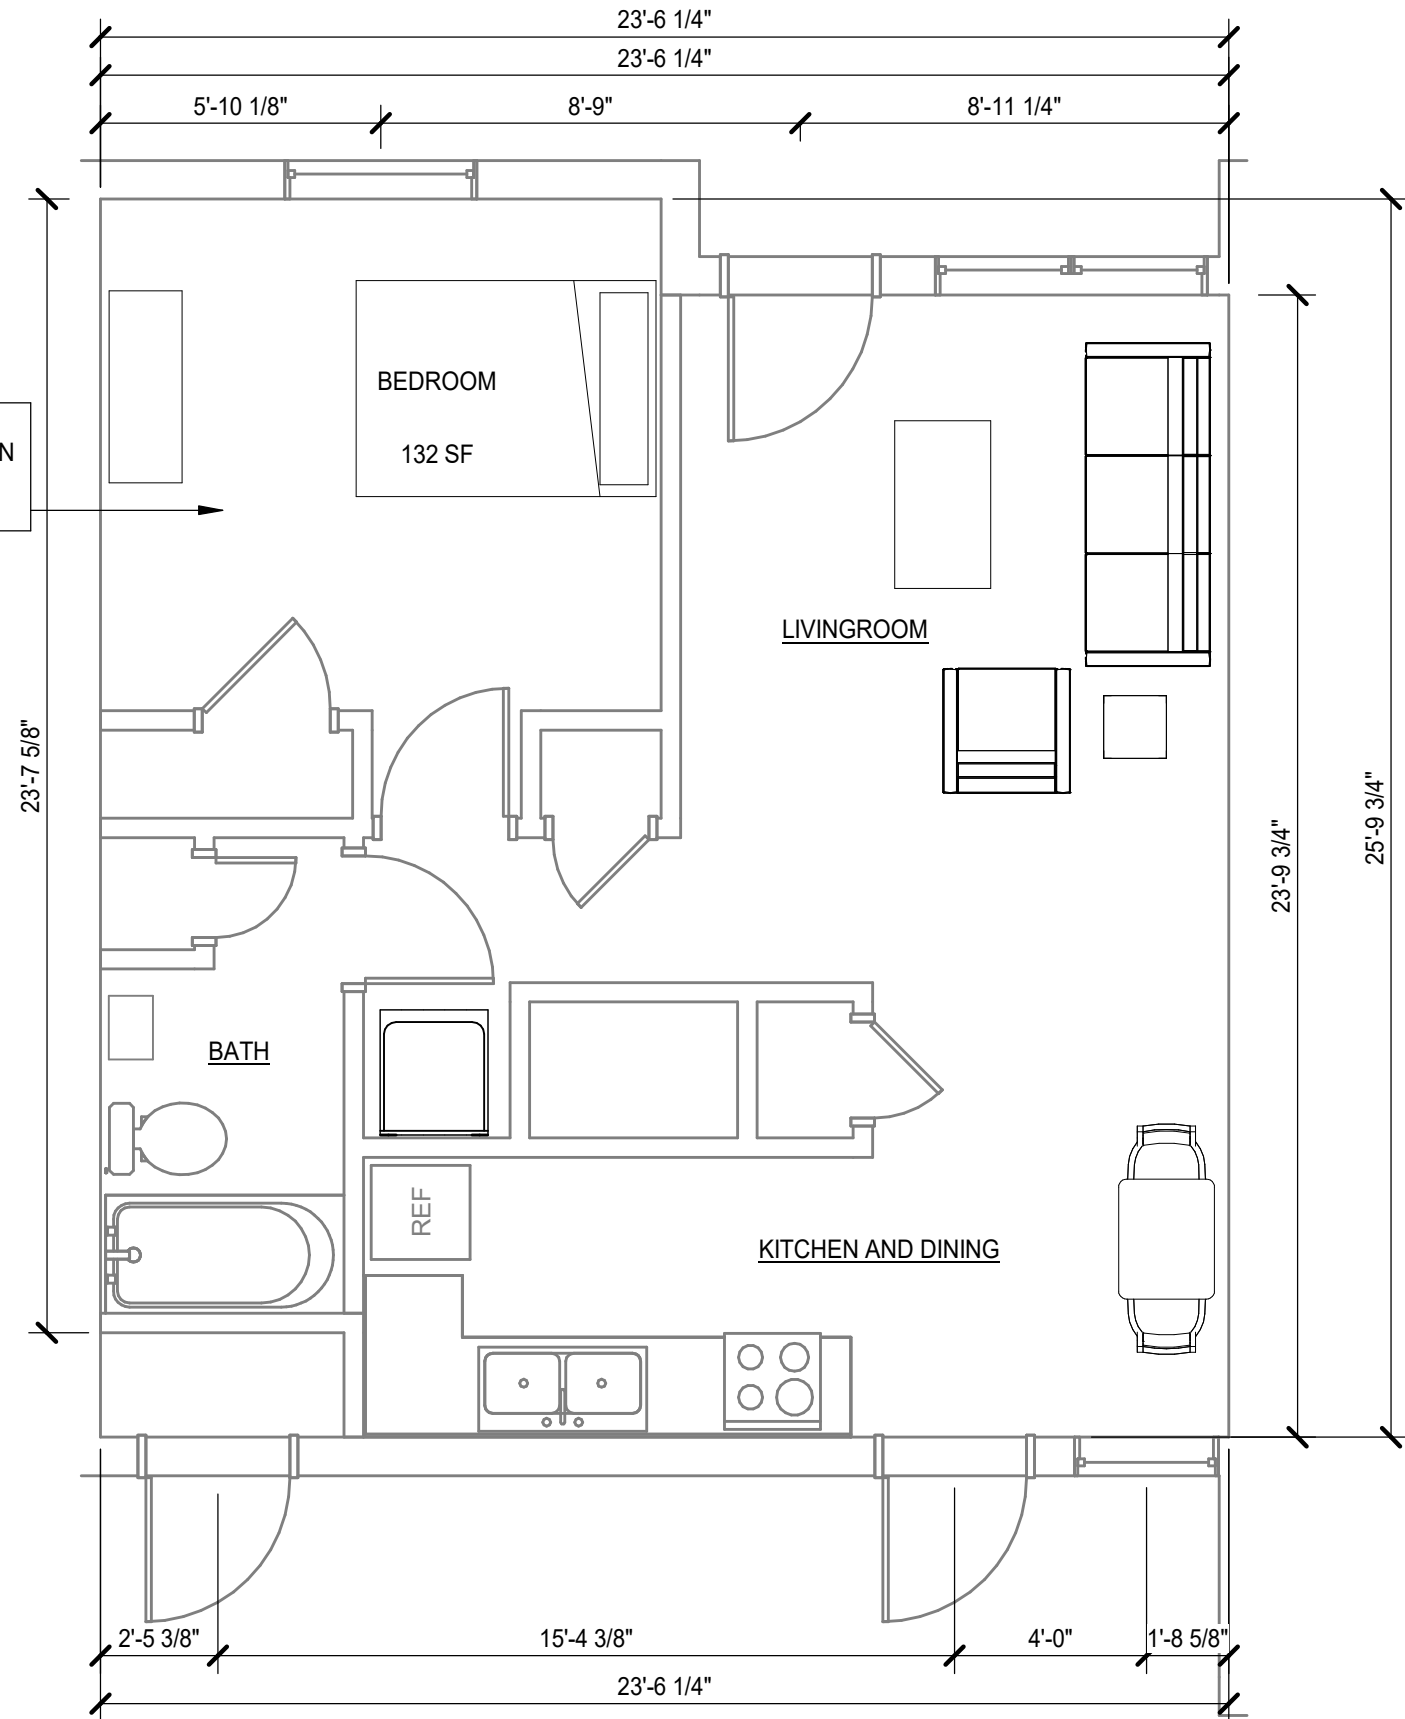 23'-6 1/4"
23'-6 1/4"
5'-10 1/8"
8'-9"
8'-11 1/4"
BEDROOM
132 SF
N
LIVINGROOM
23'-7 5/8"
25'-9 3/4"
23'-9 3/4"
BATH
REF
KITCHEN AND DINING
2'-5 3/8"
15'-4 3/8"
4'-0"
1'-8 5/8"
23'-6 1/4"